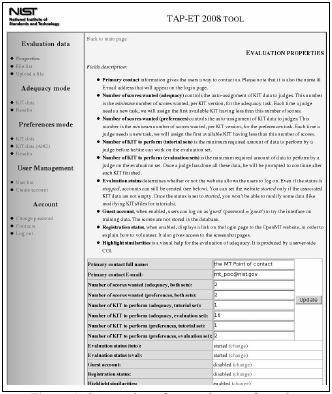 NIST
National Institute of
Standards and Technology
TAP-ET 2008 TOOL
Evaluation data
Properties
File list
Upload a file
Adequacy mode
KIT data
Results
Preferences mode
KIT data
KIT data (AUS2)
Results
User Management
User list
Create account
Account
Change password
Contacts
Log out
Back to main page
EVALUATION PROPERTIES
Fields description:
Primary contact information gives the users a way to contact us. Please note that it is also the name &
E-mail address that will appear on the login page.
Number of scores wanted (adequacy) controls the auto-assignment of KIT data to judges. This number
is the minimum number of scores wanted, per KIT version, for the adequacy task. Each time a judge
needs a new task, we will assign the first available KIT having less than this number of scores.
Number of scores wanted (preferences) controls the auto-assignment of KIT data to judges. This
number is the minimum number of scores wanted, per KIT version, for the preferences task. Each time a
judge needs a new task, we will assign the first available KIT having less than this number of scores.
Number of KIT to perform (tutorial sets) is the minimum required amount of data to perform by a
judge before he/she can work on the evaluation set.
Number of KIT to perform (evaluation sets) is the minimum required amount of data to perform by a
judge on the evaluation set. Once a judge has done all these data, he will be prompted to continue after
each KIT finished.
Evaluation status determines whether or not the website allow the users to log on. Even if the status is
stopped, accounts can still be created (see below). You can set the website started only if the associated
KIT data are not empty. Once the status is set to started, you won't be able to modify some data (like
modifying KIT files for tutorials).
Guest account, when enabled, users can log on as 'guest' (password = 'guest') to try the interface on
training data. The scores are not stored in the database.
Registration status, when enabled, displays a link on the login page to the OpenMT website, in order to
explain how to volunteer. It also gives access to the screenshot pages.
Highlight similarities is a visual help for the evaluation of adequacy. It is produced by a server-side
CGI.
Primary contact full name: the MT Point of contact
Primary contact E-mail: mt_poc@nist.gov
Number of scores wanted (adequacy, both sets): 2
Number of scores wanted (preferences, both sets): 2
Update
Number of KIT to perform (adequacy, tutorial set): 1
Number of KIT to perform (adequacy, evaluation set): 16
Number of KIT to perform (preferences, tutorial set): 1
Number of KIT to perform (preferences, evaluation set): 2
Evaluation status (tuto): started (change)
Evaluation status (eval): started (change)
Guest account: disabled (change)
Registration status: disabled (change)
Highlight similarities: enabled (change)